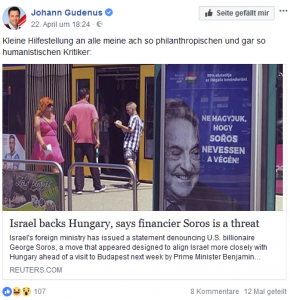 Johann Gudenus
22. April um 18:24
Seite gefällt mir
Kleine Hilfestellung an alle meine ach so philanthropischen und gar so
humanistischen Kritiker:
NE HAGYJUK,
HOGY
SOROS
NEVESSEN
A VÉGÉN!
Israel backs Hungary, says financier Soros is a threat
Israel's foreign ministry has issued a statement denouncing U.S. billionaire
George Soros, a move that appeared designed to align Israel more closely with
Hungary ahead of a visit to Budapest next week by Prime Minister Benjamin...
REUTERS.COM
107
8 Kommentare 12 Mal geteilt